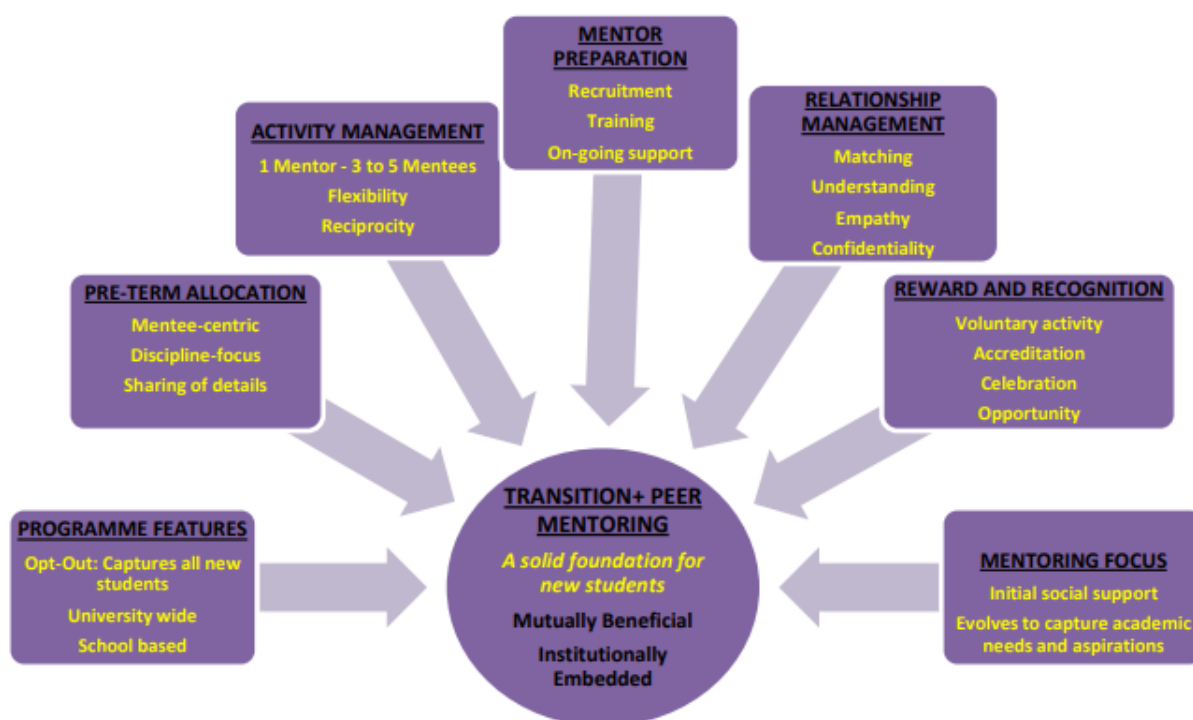 MENTOR
PREPARATION
Recruitment
Training
On-going support
ACTIVITY MANAGEMENT
1 Mentor - 3 to 5 Mentees
Flexibility
Reciprocity
RELATIONSHIP
MANAGEMENT
Matching
Understanding
Empathy
Confidentiality
PRE-TERM ALLOCATION
Mentee-centric
Discipline-focus
Sharing of details
REWARD AND RECOGNITION
Voluntary activity
Accreditation
Celebration
Opportunity
PROGRAMME FEATURES
Opt-Out: Captures all new
students
University wide
School based
TRANSITION+ PEER
MENTORING
A solid foundation for
new students
Mutually Beneficial
Institutionally
Embedded
MENTORING FOCUS
Initial social support
Evolves to capture academic
needs and aspirations